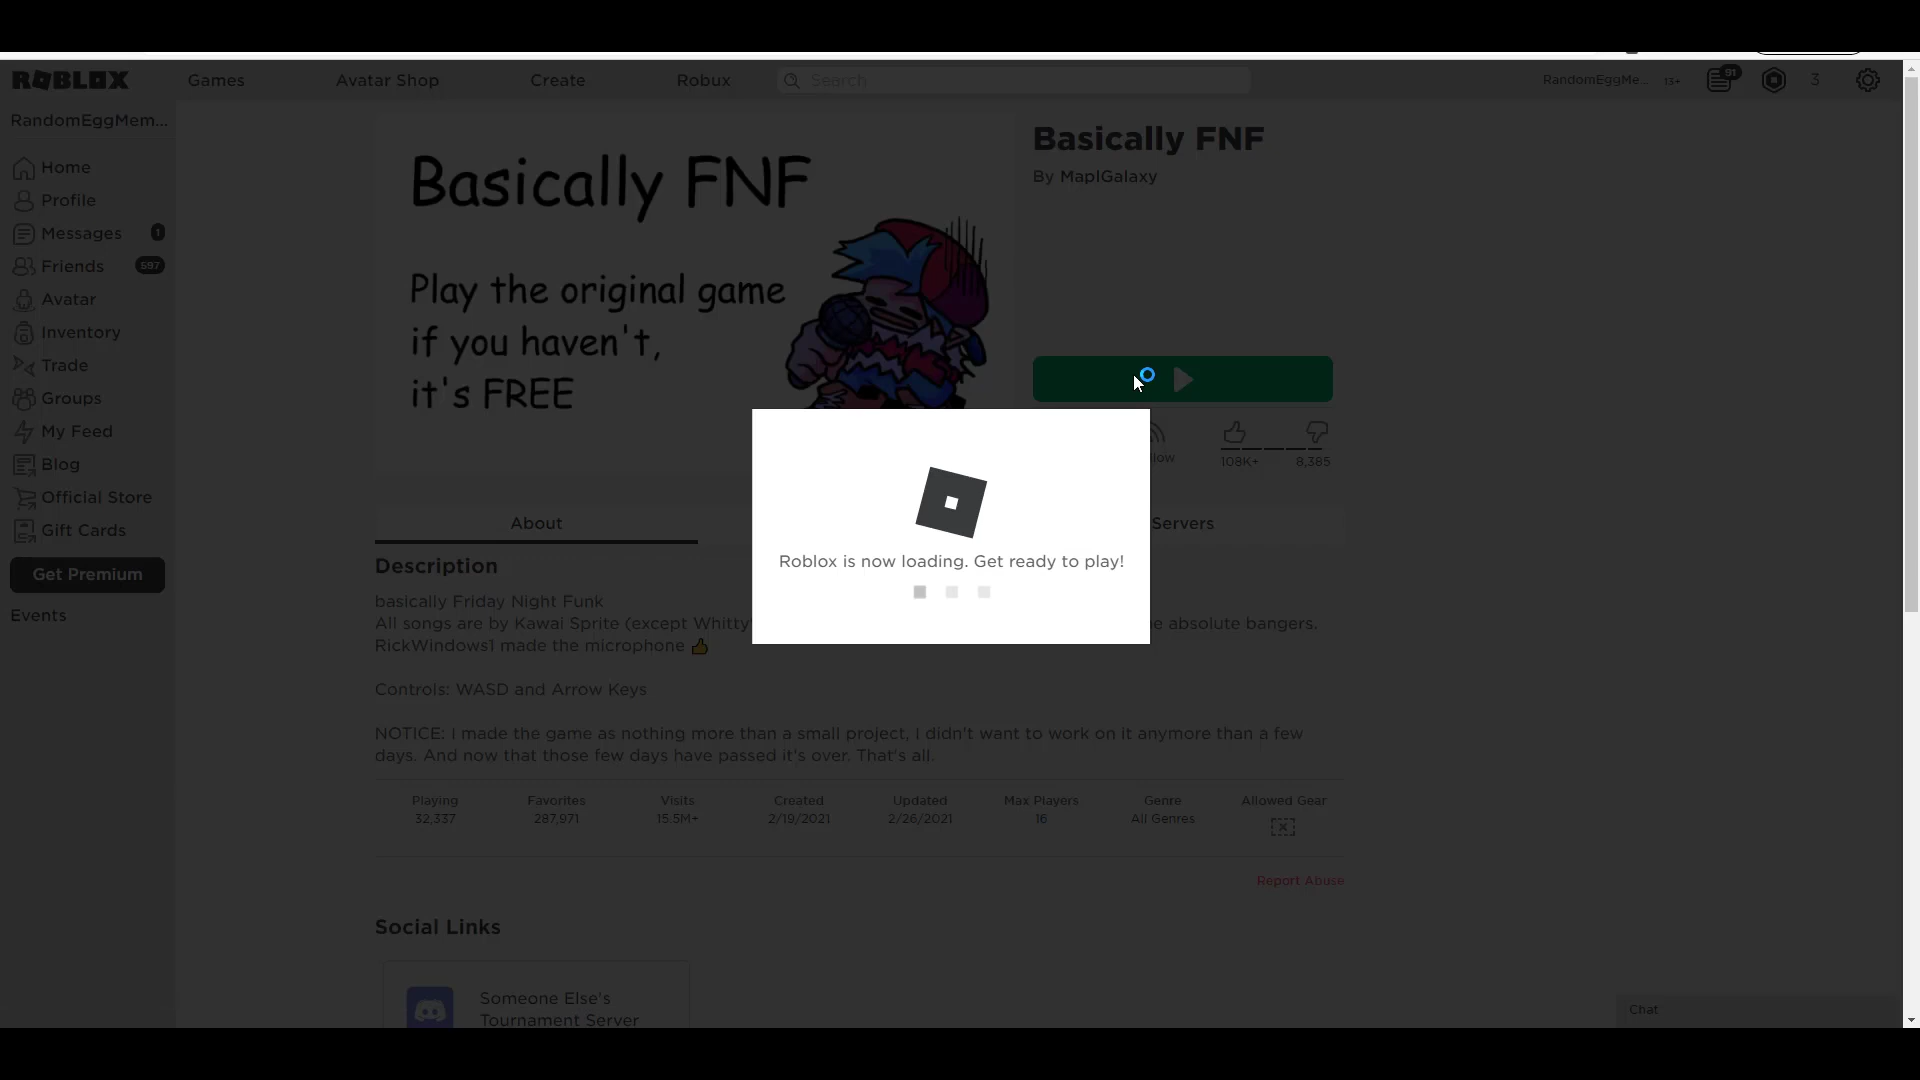 ROBLOX
Games
Avatar Shop
Create
Robux
Search
RandomEggMe...
13+
91
3
RandomEggMem...
Home
Profile
Messages
1
Friends
597
Avatar
Inventory
Trade
Groups
My Feed
Blog
Official Store
Gift Cards
Get Premium
Events
Basically FNF
Play the original game
if you haven't,
it's FREE
Basically FNF
By MaplGalaxy
108K+
8,385
Roblox is now loading. Get ready to play!
About
Servers
Description
basically Friday Night Funk
All songs are by Kawai Sprite (except Whitty absolute bangers.
RickWindows1 made the microphone 👍
Controls: WASD and Arrow Keys
NOTICE: I made the game as nothing more than a small project, I didn't want to work on it anymore than a few
days. And now that those few days have passed it's over. That's all.
Playing Favorites Visits Created Updated Max Players Genre Allowed Gear
32,337 287,971 15.5M+ 2/19/2021 2/26/2021 16 All Genres
Report Abuse
Social Links
Someone Else's
Tournament Server
Chat